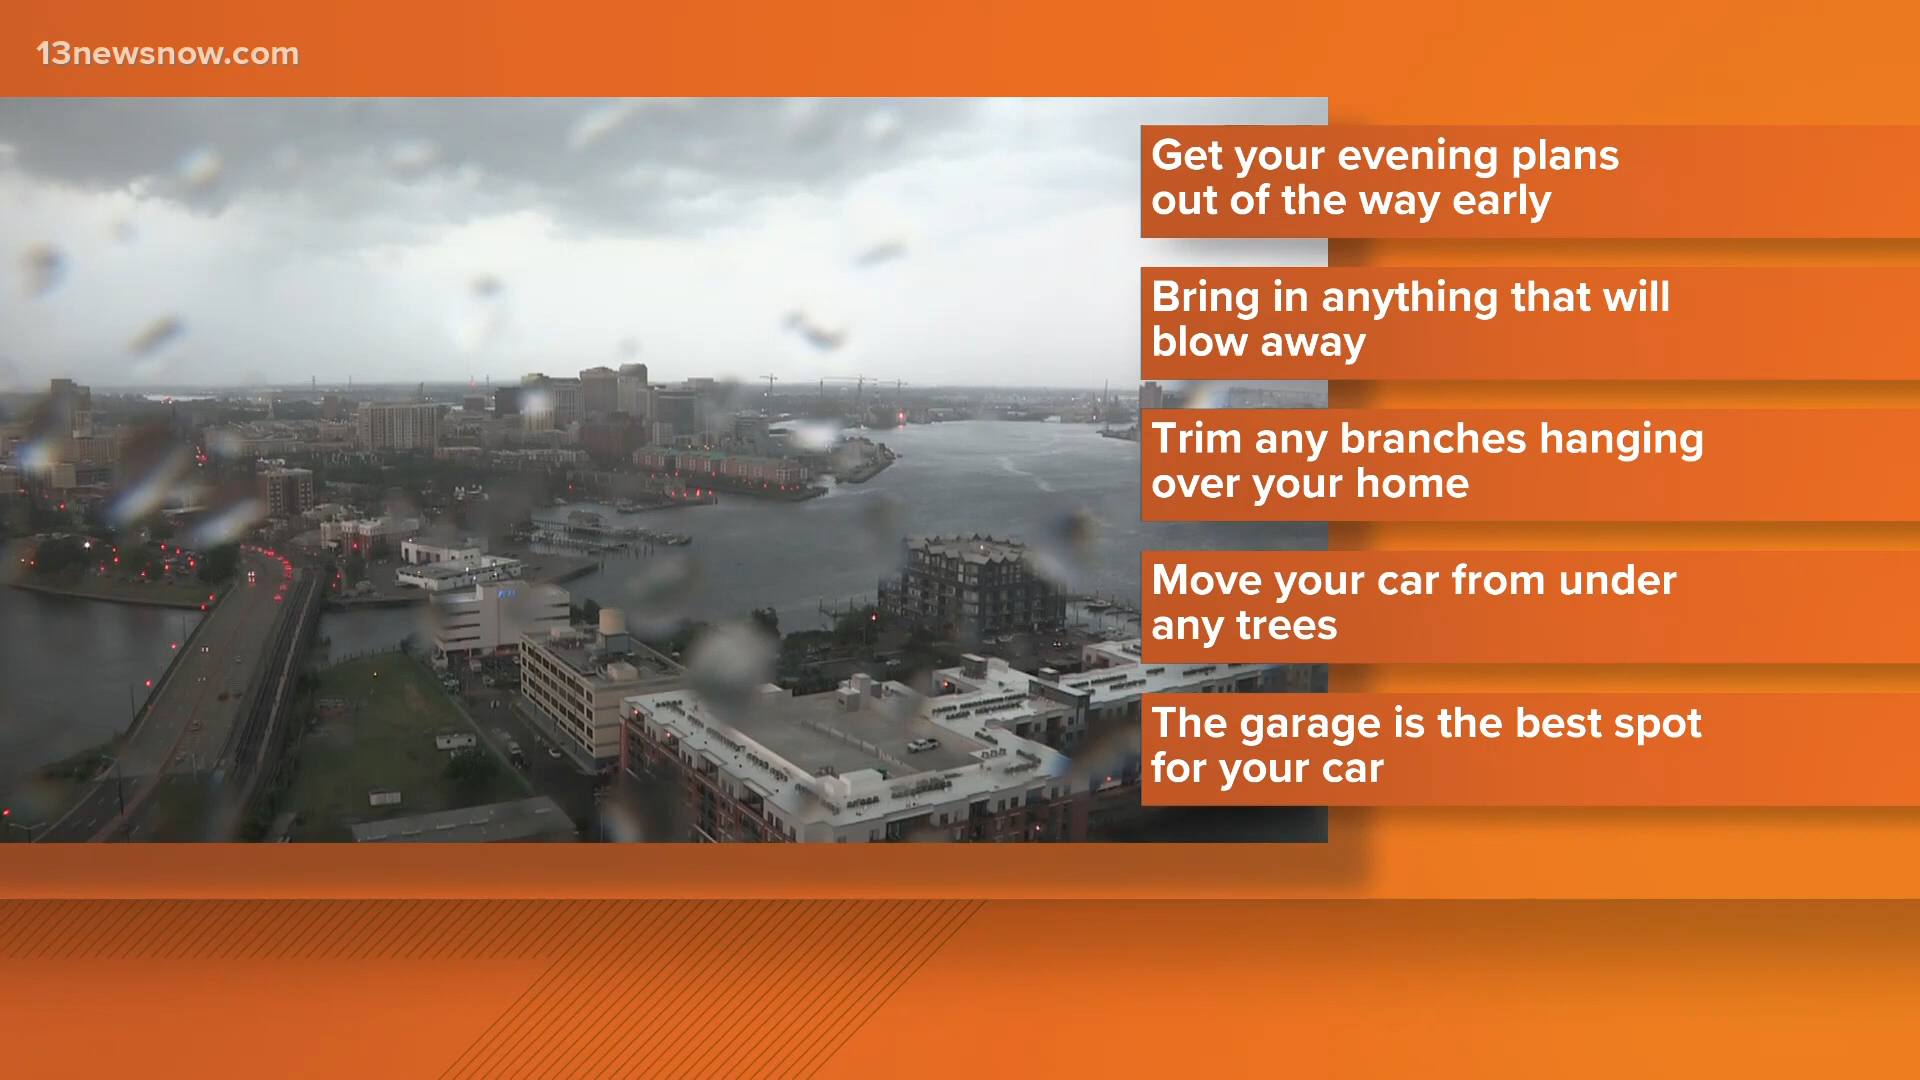 13newsnow.com
Get your evening plans
out of the way early
Bring in anything that will
blow away
Trim any branches hanging
over your home
Move your car from under
any trees
The garage is the best spot
for your car